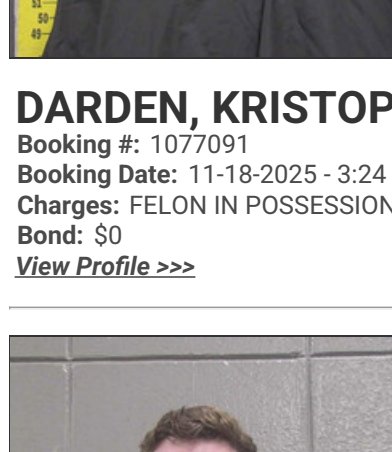 51
50-
49-
DARDEN, KRISTOP
Booking #: 1077091
Booking Date: 11-18-2025 - 3:24
Charges: FELON IN POSSESSION
Bond: $0
View Profile >>>